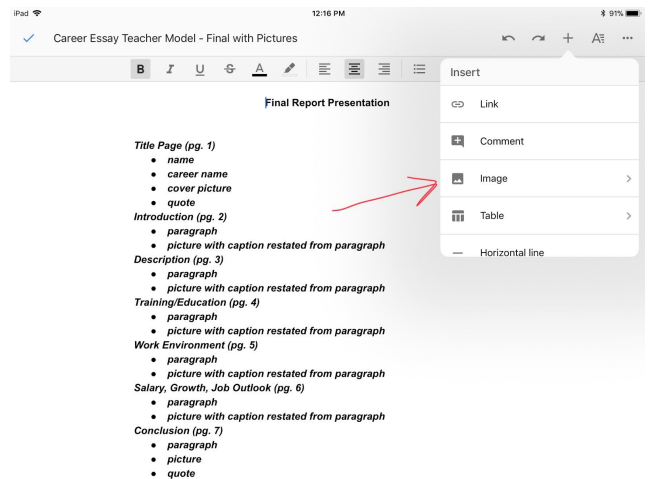 iPad 12:16 PM 91%
Career Essay Teacher Model - Final with Pictures
B I U S A
Insert
Link
Comment
Image
Table
Horizontal line
Final Report Presentation
Title Page (pg. 1)
● name
● career name
● cover picture
● quote
Introduction (pg. 2)
● paragraph
● picture with caption restated from paragraph
Description (pg. 3)
● paragraph
● picture with caption restated from paragraph
Training/Education (pg. 4)
● paragraph
● picture with caption restated from paragraph
Work Environment (pg. 5)
● paragraph
● picture with caption restated from paragraph
Salary, Growth, Job Outlook (pg. 6)
● paragraph
● picture with caption restated from paragraph
Conclusion (pg. 7)
● paragraph
● picture
● quote